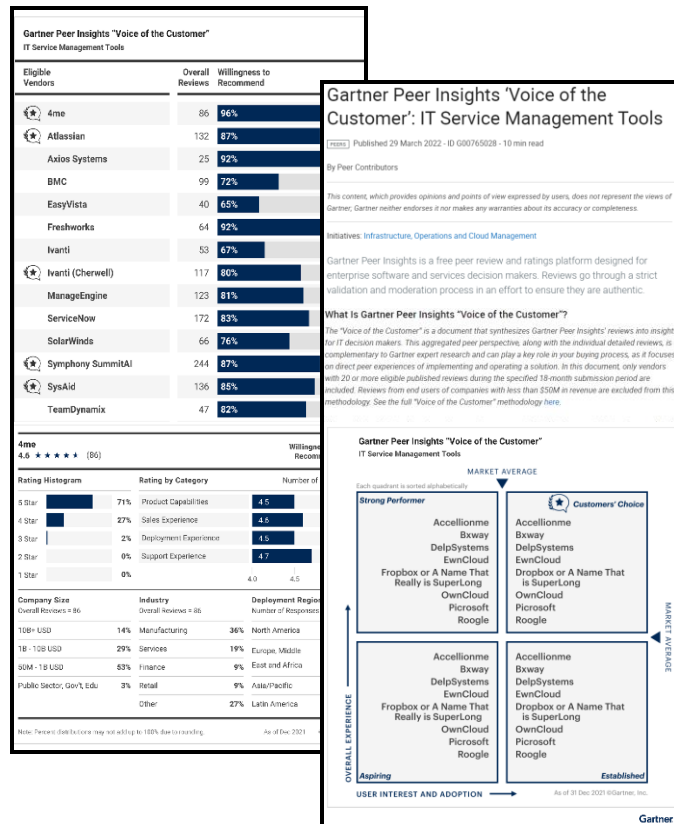 Gartner Peer Insights "Voice of the Customer"
IT Service Management Tools
Eligible Vendors
Overall Reviews
Willingness to Recommend
4me 86 96%
Atlassian 132 87%
Axios Systems 25 92%
BMC 99 72%
EasyVista 40 65%
Freshworks 64 92%
Ivanti 53 67%
Ivanti (Cherwell) 117 80%
ManageEngine 123 81%
ServiceNow 172 83%
SolarWinds 66 76%
Symphony SummitAI 244 87%
SysAid 136 85%
TeamDynamix 47 82%
4me
4.6 ★ ★ ★ ★ ★ (86)
Rating Histogram
5 Star 71%
4 Star 27%
3 Star 2%
2 Star 0%
1 Star 0%
Rating by Category
Number of
Product Capabilities 4.5
Sales Experience 4.6
Deployment Experience 4.5
Support Experience 4.7
4.0 4.5
Company Size
Overall Reviews = 86
10B+ USD 14%
1B - 10B USD 29%
50M - 1B USD 53%
Public Sector, Gov't, Edu 3%
Industry
Overall Reviews = 86
Manufacturing 36%
Services 19%
Finance 9%
Retail 9%
Other 27%
Deployment Region
Number of Responses
North America
Europe, Middle
East and Africa
Asia/Pacific
Latin America
Note: Percent distributions may not add up to 100% due to rounding.
As of Dec 2021
Gartner Peer Insights 'Voice of the
Customer': IT Service Management Tools
PEERS Published 29 March 2022 - ID G00765028 - 10 min read
By Peer Contributors
This content, which provides opinions and points of view expressed by users, does not represent the views of
Gartner; Gartner neither endorses it nor makes any warranties about its accuracy or completeness.
Initiatives: Infrastructure, Operations and Cloud Management
Gartner Peer Insights is a free peer review and ratings platform designed for
enterprise software and services decision makers. Reviews go through a strict
validation and moderation process in an effort to ensure they are authentic.
What Is Gartner Peer Insights "Voice of the Customer"?
The "Voice of the Customer" is a document that synthesizes Gartner Peer Insights' reviews into insight
for IT decision makers. This aggregated peer perspective, along with the individual detailed reviews, is
complementary to Gartner expert research and can play a key role in your buying process, as it focuses
on direct peer experiences of implementing and operating a solution. In this document, only vendors
with 20 or more eligible published reviews during the specified 18-month submission period are
included. Reviews from end users of companies with less than $50M in revenue are excluded from this
methodology. See the full "Voice of the Customer" methodology here.
Gartner Peer Insights "Voice of the Customer"
IT Service Management Tools
MARKET AVERAGE
Each quadrant is sorted alphabetically
Strong Performer
Accellionme
Bxway
DelpSystems
EwnCloud
Fropbox or A Name That
Really is SuperLong
OwnCloud
Picrosoft
Roogle
Customers' Choice
Accellionme
Bxway
DelpSystems
EwnCloud
Dropbox or A Name That
is SuperLong
OwnCloud
Picrosoft
Roogle
MARKET AVERAGE
Accellionme
Bxway
DelpSystems
EwnCloud
Fropbox or A Name That
Really is SuperLong
OwnCloud
Picrosoft
Roogle
Aspiring
Accellionme
Bxway
DelpSystems
EwnCloud
Dropbox or A Name That
is SuperLong
OwnCloud
Picrosoft
Roogle
Established
OVERALL EXPERIENCE
USER INTEREST AND ADOPTION
As of 31 Dec 2021 ©Gartner, Inc.
Gartner